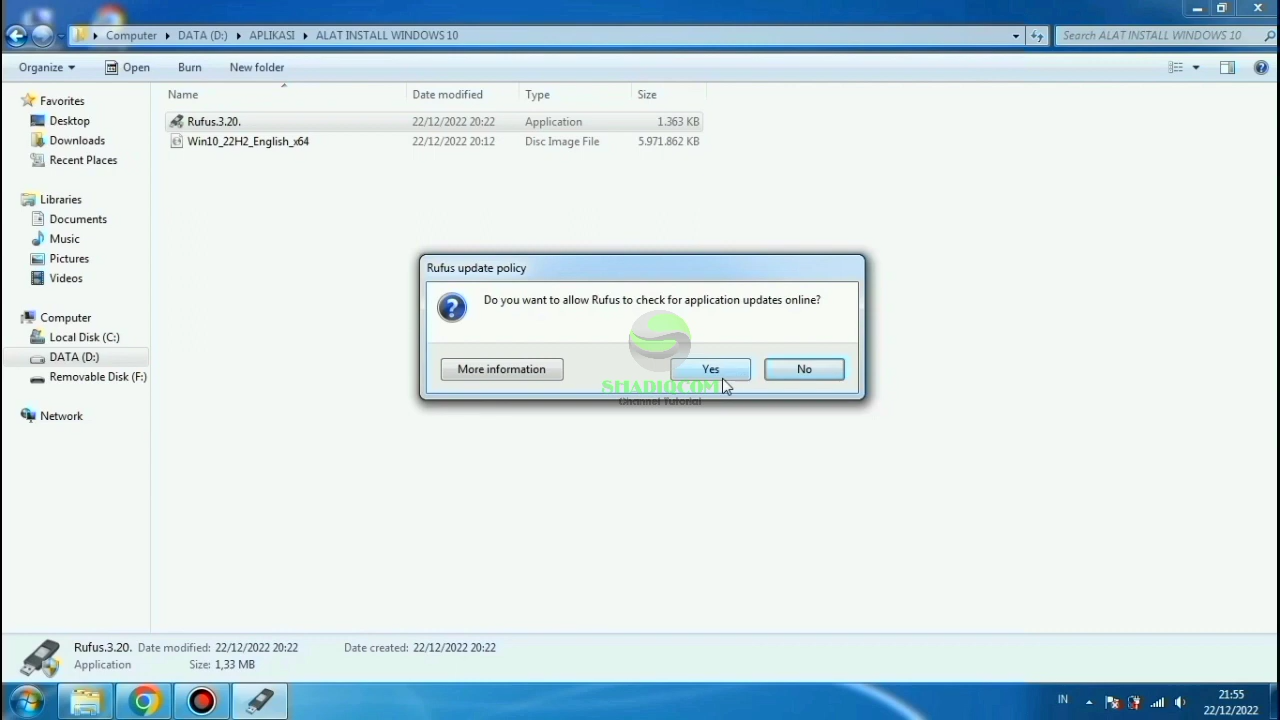 Computer ▸ DATA (D:) ▸ APLIKASI ▸ ALAT INSTALL WINDOWS 10
Search ALAT INSTALL WINDOWS 10
Organize Open Burn New folder
Name Date modified Type Size
Rufus.3.20. 22/12/2022 20:22 Application 1.363 KB
Win10_22H2_English_x64 22/12/2022 20:12 Disc Image File 5.971.862 KB
Favorites
Desktop
Downloads
Recent Places
Libraries
Documents
Music
Pictures
Videos
Computer
Local Disk (C:)
DATA (D:)
Removable Disk (F:)
Network
Rufus update policy
Do you want to allow Rufus to check for application updates online?
More information Yes No
SHADIQCOM
Channel Tutorial
Rufus.3.20. Date modified: 22/12/2022 20:22 Date created: 22/12/2022 20:22
Application Size: 1,33 MB
IN
21:55
22/12/2022